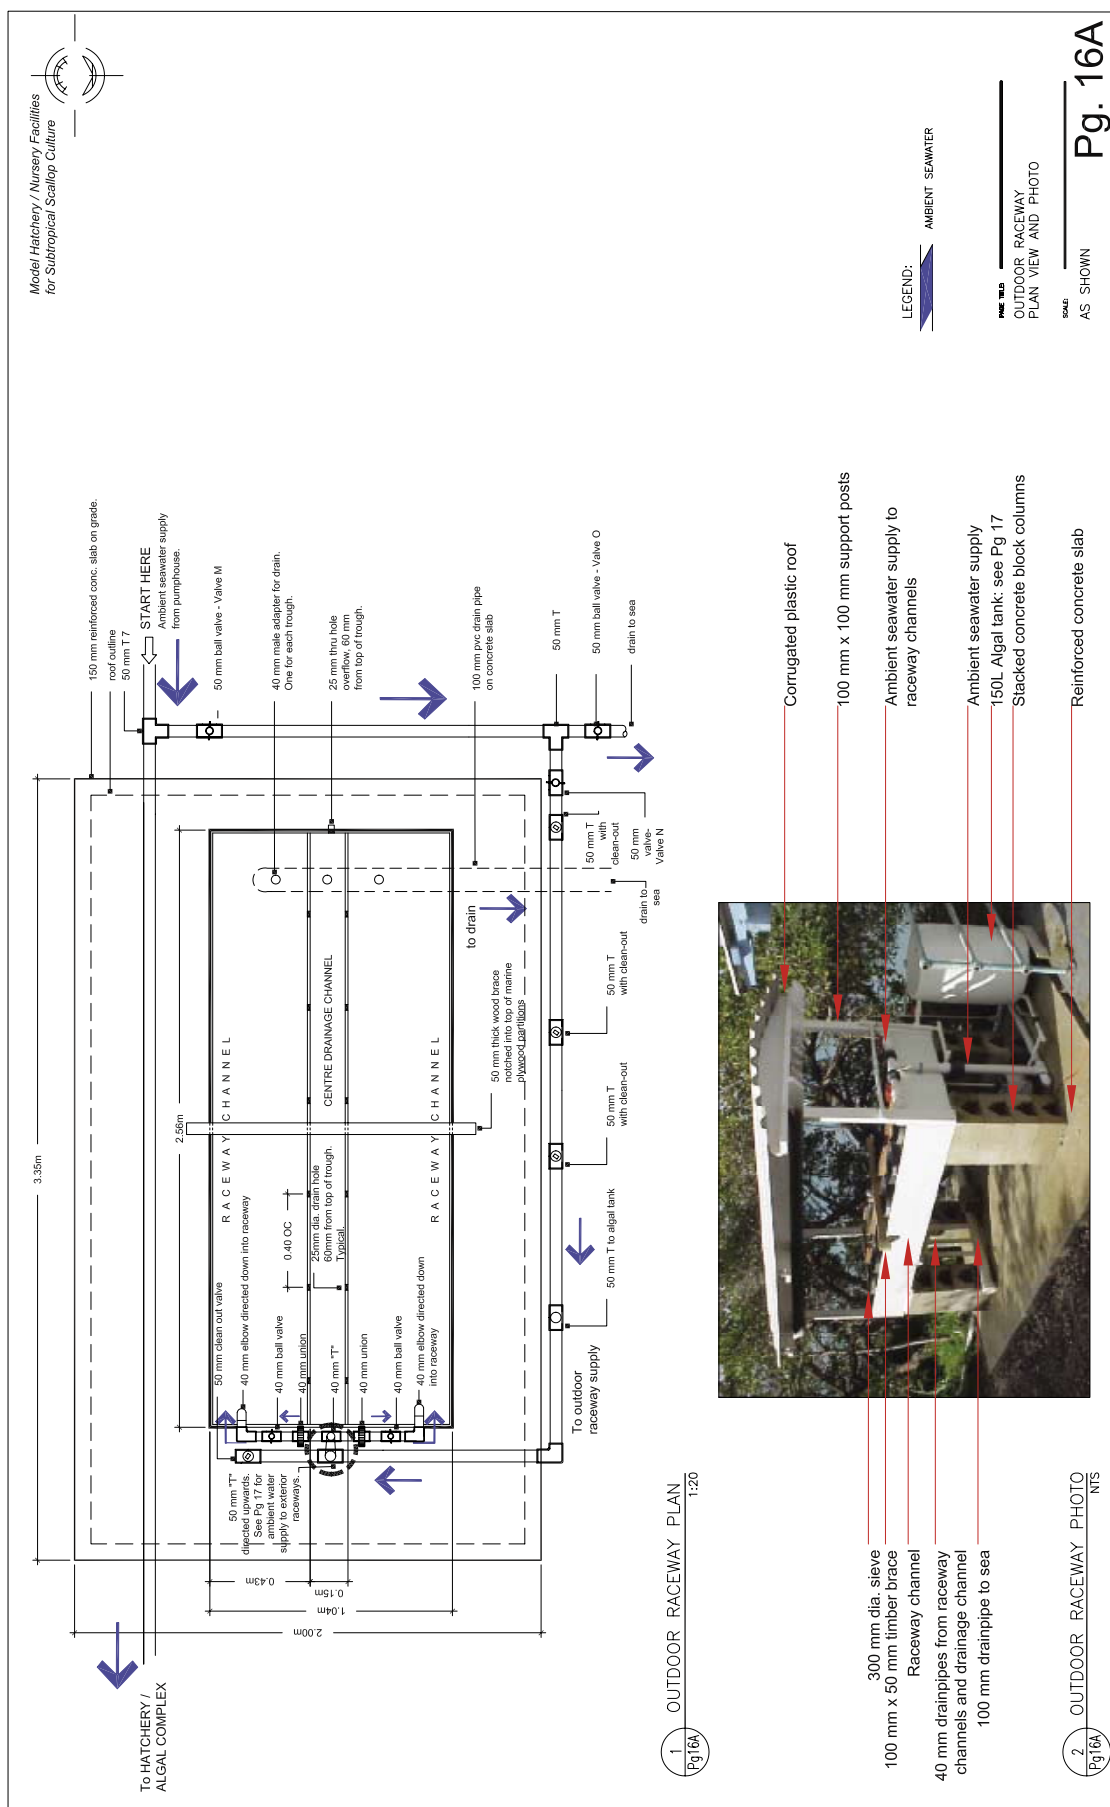 Model Hatchery / Nursery Facilities
for Subtropical Scallop Culture
150 mm reinforced conc. slab on grade.
roof outline
50 mm T 7
START HERE
Ambient seawater supply
from pumphouse.
50 mm ball valve - Valve M
40 mm male adapter for drain.
One for each trough.
25 mm thru hole
overflow, 60 mm
from top of trough.
100 mm pvc drain pipe
on concrete slab
50 mm T
50 mm ball valve - Valve O
drain to sea
3.35m
2.56m
RACEWAY CHANNEL
CENTRE DRAINAGE CHANNEL
RACEWAY CHANNEL
to drain
50 mm T
with
clean-out
50 mm
valve-
Valve N
drain to
sea
50 mm thick wood brace
notched into top of marine
plywood partitions
50 mm T
with clean-out
50 mm T
with clean-out
0.40 OC
25mm dia. drain hole
60mm from top of trough.
Typical.
50 mm clean out valve
40 mm elbow directed down into raceway
40 mm ball valve
40 mm union
40 mm "T"
40 mm union
40 mm ball valve
40 mm elbow directed down
into raceway
50 mm T to algal tank
To outdoor
raceway supply
50 mm "T"
directed upwards.
See Pg 17 for
ambient water
supply to exterior
raceways.
0.43m
0.15m
1.04m
2.00m
To HATCHERY /
ALGAL COMPLEX
1
Pg16A
OUTDOOR RACEWAY PLAN
1:20
Corrugated plastic roof
100 mm x 100 mm support posts
Ambient seawater supply to
raceway channels
Ambient seawater supply
150L Algal tank: see Pg 17
Stacked concrete block columns
Reinforced concrete slab
300 mm dia. sieve
100 mm x 50 mm timber brace
Raceway channel
40 mm drainpipes from raceway
channels and drainage channel
100 mm drainpipe to sea
2
Pg16A
OUTDOOR RACEWAY PHOTO
NTS
LEGEND:
AMBIENT SEAWATER
PAGE TITLE:
OUTDOOR RACEWAY
PLAN VIEW AND PHOTO
SCALE:
AS SHOWN
Pg. 16A